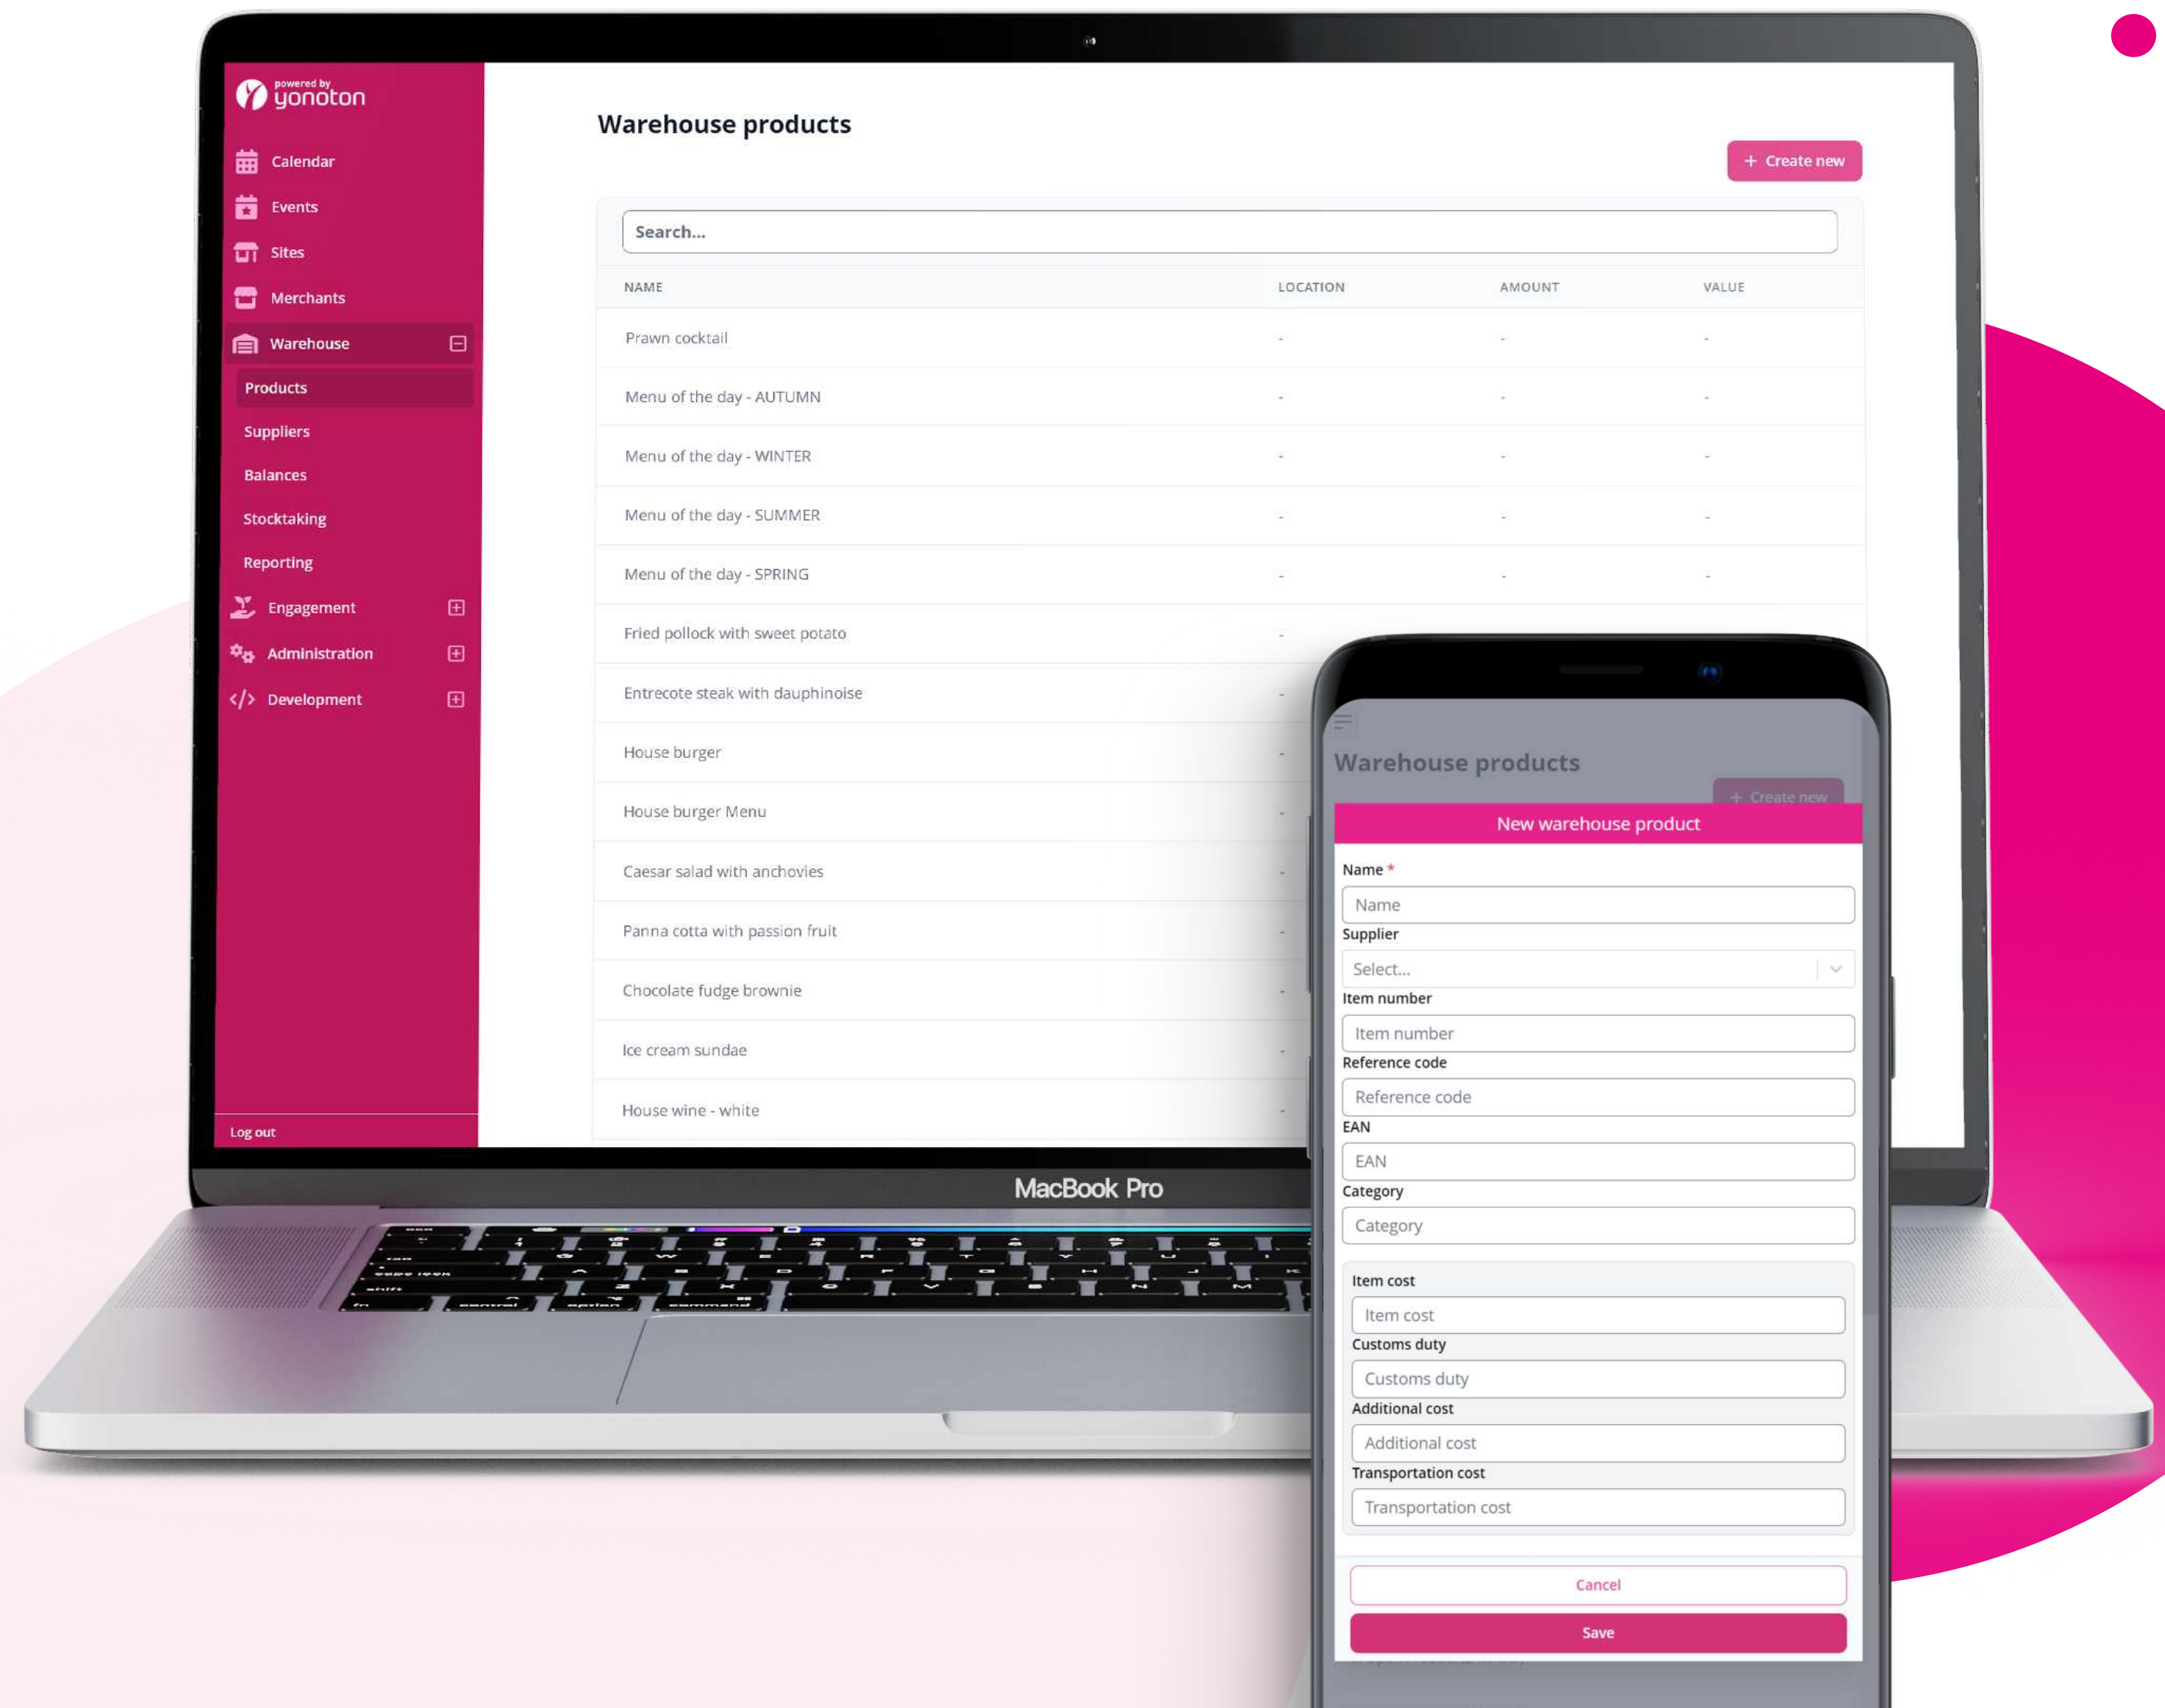 powered by
yonoton
Calendar
Events
Sites
Merchants
Warehouse
Products
Suppliers
Balances
Stocktaking
Reporting
Engagement
Administration
</> Development
Log out
Warehouse products
+ Create new
Search...
NAME LOCATION AMOUNT VALUE
Prawn cocktail - - -
Menu of the day - AUTUMN - - -
Menu of the day - WINTER - - -
Menu of the day - SUMMER - - -
Menu of the day - SPRING - - -
Fried pollock with sweet potato -
Entrecote steak with dauphinoise -
House burger -
House burger Menu -
Caesar salad with anchovies -
Panna cotta with passion fruit -
Chocolate fudge brownie -
Ice cream sundae -
House wine - white -
MacBook Pro
Warehouse products
+ Create new
New warehouse product
Name *
Name
Supplier
Select...
Item number
Item number
Reference code
Reference code
EAN
EAN
Category
Category
Item cost
Item cost
Customs duty
Customs duty
Additional cost
Additional cost
Transportation cost
Transportation cost
Cancel
Save